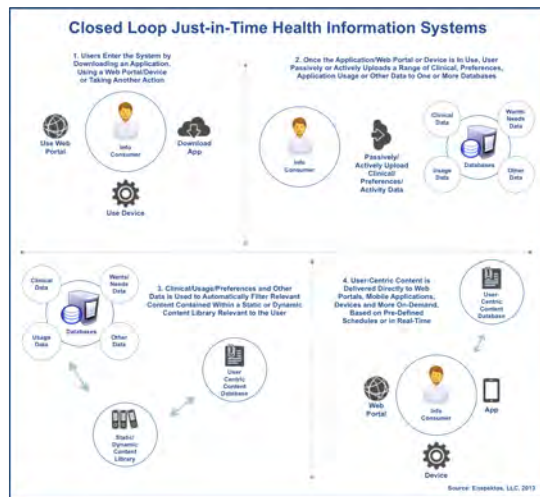 Closed Loop Just-in-Time Health Information Systems
1. Users Enter the System by
Downloading an Application,
Using a Web Portal/Device
or Taking Another Action
Use Web
Portal
Info
Consumer
Download
App
Use Device
2. Once the Application/Web Portal or Device is In Use, User
Passively or Actively Uploads a Range of Clinical, Preferences,
Application Usage or Other Data to One or More Databases
Info
Consumer
Passively/
Actively Upload
Clinical/
Preferences/
Activity Data
Clinical
Data
Wants/
Needs
Data
Databases
Usage
Data
Other
Data
3. Clinical/Usage/Preferences and Other
Data is Used to Automatically Filter Relevant
Content Contained Within a Static or Dynamic
Content Library Relevant to the User
Clinical
Data
Wants/
Needs
Data
Databases
Usage
Data
Other
Data
User
Centric
Content
Database
Static/
Dynamic
Content
Library
4. User-Centric Content is
Delivered Directly to Web
Portals, Mobile Applications,
Devices and More On-Demand,
Based on Pre-Defined
Schedules or in Real-Time
User-
Centric
Content
Database
Web
Portal
Info
Consumer
App
Device
Source: Enspektos, LLC, 2013